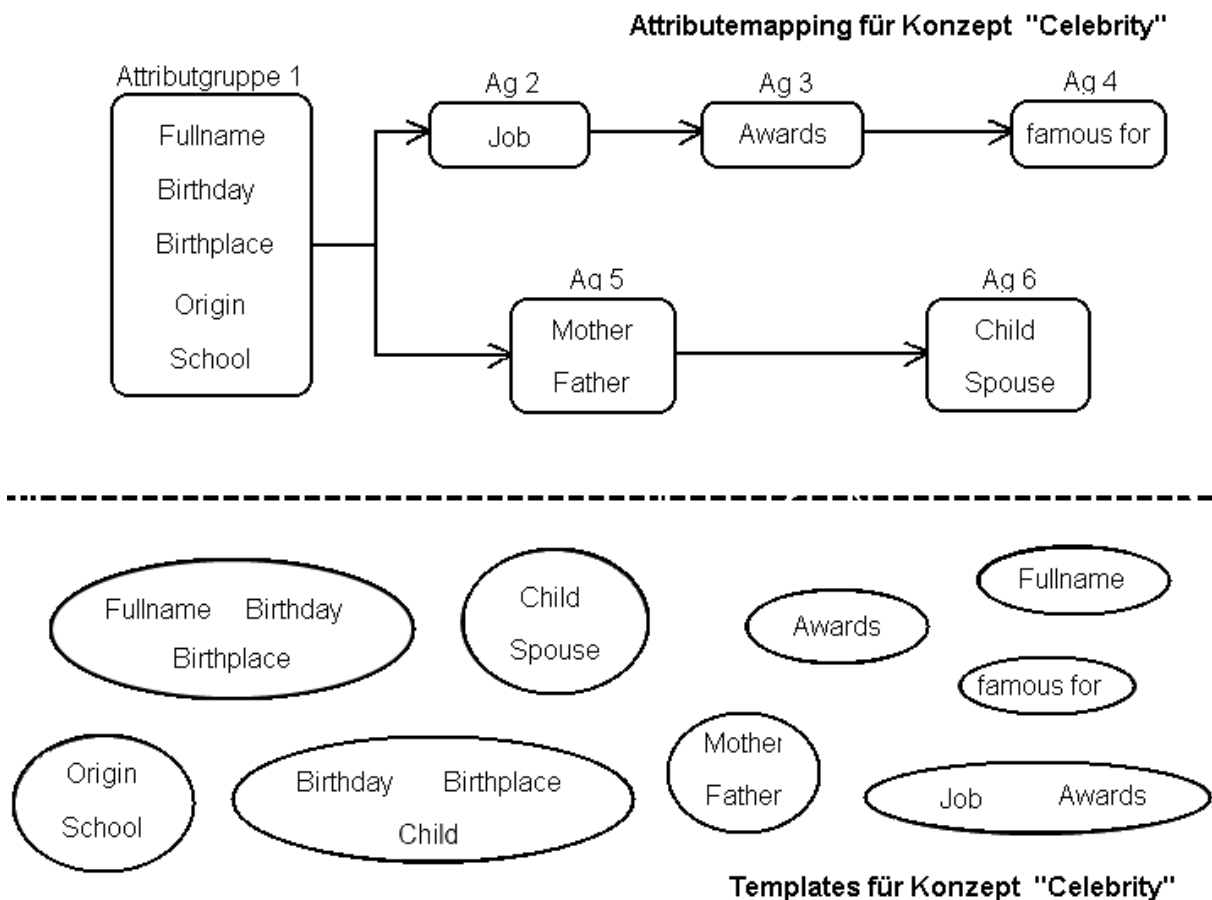 Attributemapping für Konzept "Celebrity"
Attributgruppe 1
Fullname
Birthday
Birthplace
Origin
School
Ag 2
Job
Ag 3
Awards
Ag 4
famous for
Ag 5
Mother
Father
Ag 6
Child
Spouse
Fullname Birthday
Birthplace
Child
Spouse
Awards
Fullname
famous for
Origin
School
Birthday Birthplace
Child
Mother
Father
Job Awards
Templates für Konzept "Celebrity"